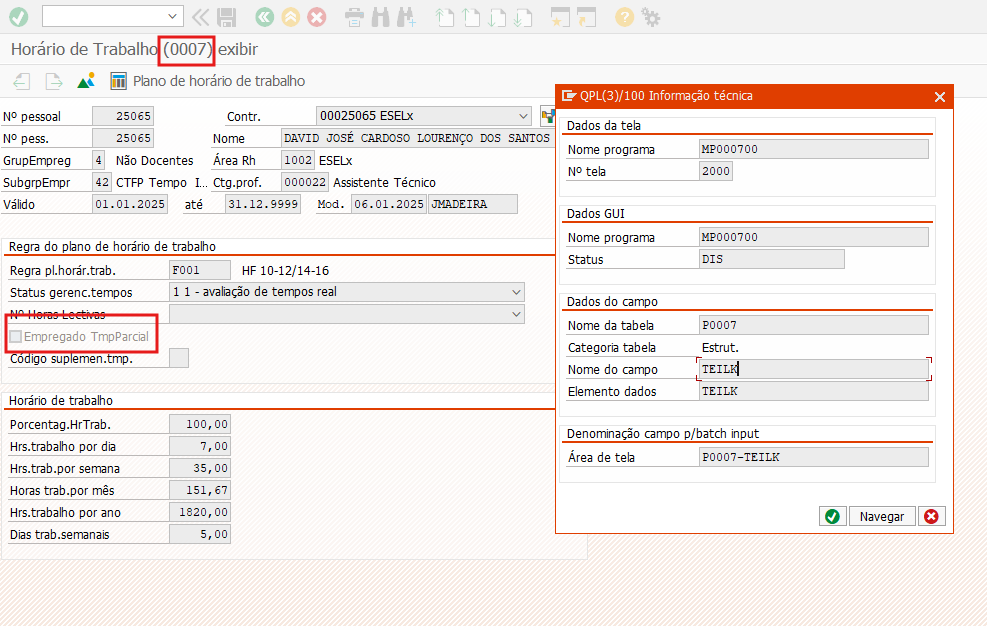 Horário de Trabalho (0007) exibir
Plano de horário de trabalho
Nº pessoal 25065 Contr. 00025065 ESELx
Nº pess. 25065 Nome DAVID JOSÉ CARDOSO LOURENÇO DOS SANTOS
GrupEmpreg 4 Não Docentes Área Rh 1002 ESELx
SubgrpEmpr 42 CTFP Tempo I... Ctg.prof. 000022 Assistente Técnico
Válido 01.01.2025 até 31.12.9999 Mod. 06.01.2025 JMADEIRA
Regra do plano de horário de trabalho
Regra pl.horár.trab. F001 HF 10-12/14-16
Status gerenc.tempos 1 1 - avaliação de tempos real
Nº Horas Lectivas
Empregado TmpParcial
Código suplemen.tmp.
Horário de trabalho
Porcentag.HrTrab. 100,00
Hrs.trabalho por dia 7,00
Hrs.trab.por semana 35,00
Horas trab.por mês 151,67
Hrs.trabalho por ano 1820,00
Dias trab.semanais 5,00
QPL(3)/100 Informação técnica
Dados da tela
Nome programa MP000700
Nº tela 2000
Dados GUI
Nome programa MP000700
Status DIS
Dados do campo
Nome da tabela P0007
Categoria tabela Estrut.
Nome do campo TEILK
Elemento dados TEILK
Denominação campo p/batch input
Área de tela P0007-TEILK
Navegar